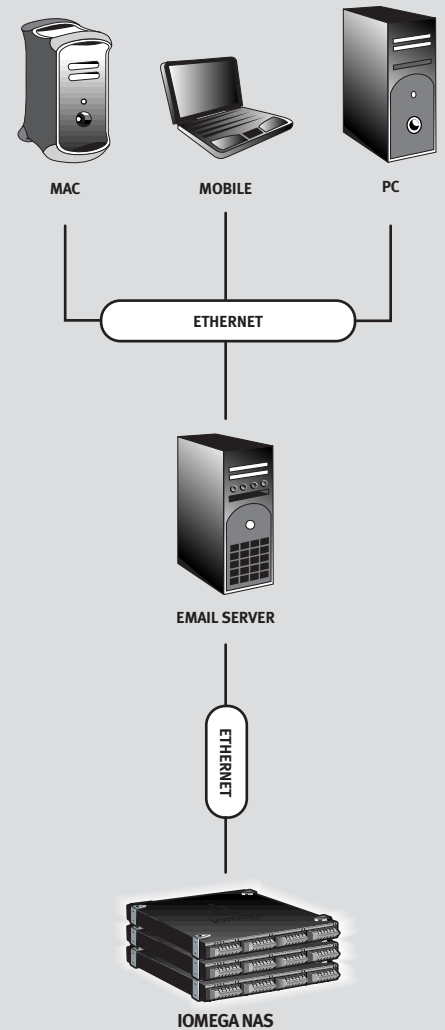 MAC
MOBILE
PC
ETHERNET
EMAIL SERVER
ETHERNET
IOMEGA NAS